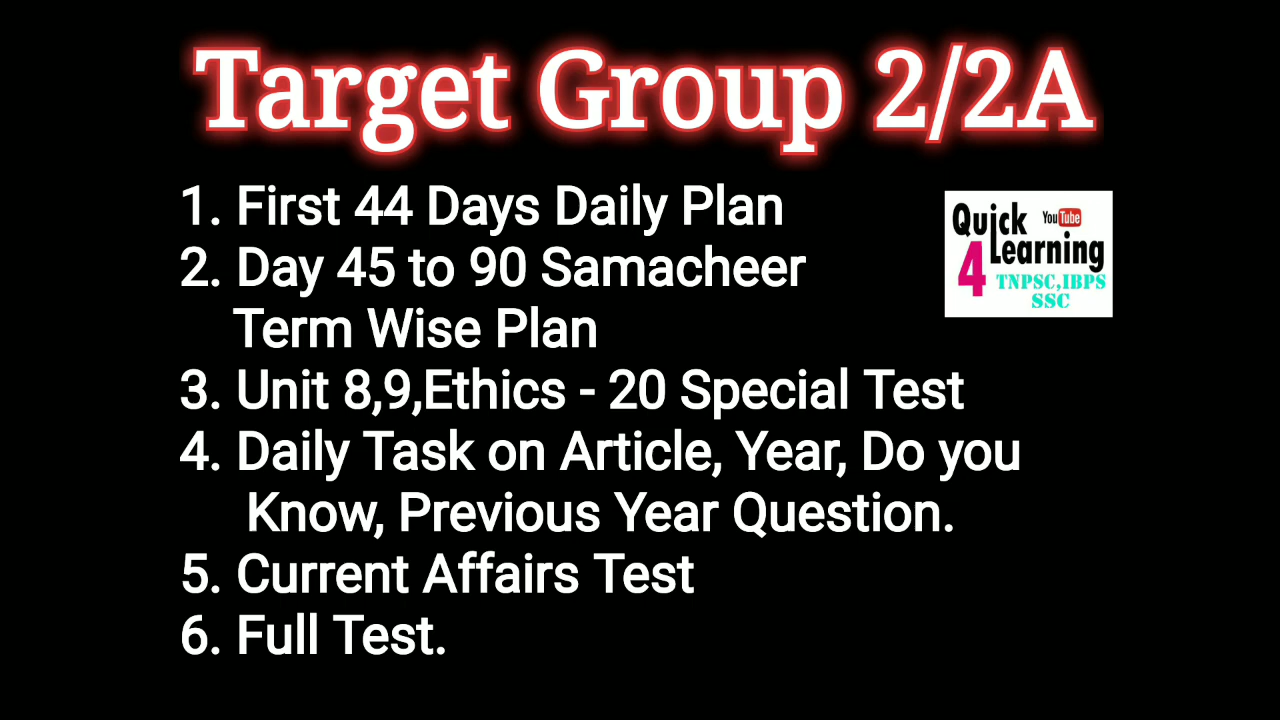 Target Group 2/2A
1. First 44 Days Daily Plan
2. Day 45 to 90 Samacheer
Term Wise Plan
3. Unit 8,9,Ethics - 20 Special Test
4. Daily Task on Article, Year, Do you
Know, Previous Year Question.
5. Current Affairs Test
6. Full Test.
Quick YouTube
4 Learning
TNPSC,IBPS
SSC